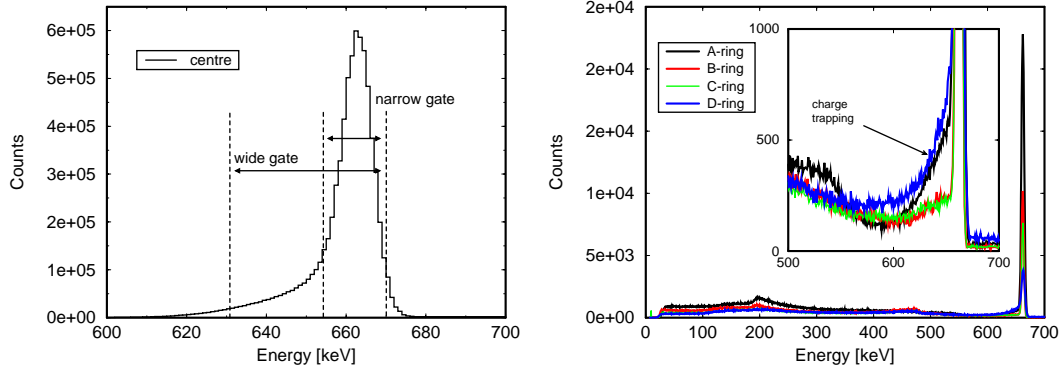 6e+05
5e+05
4e+05
3e+05
2e+05
1e+05
0e+00
Counts
centre
narrow gate
wide gate
600 620 640 660 680 700
Energy [keV]
2e+04
2e+04
2e+04
1e+04
5e+03
0e+00
Counts
A-ring
B-ring
C-ring
D-ring
1000
500
0
charge
trapping
500 600 700
0 100 200 300 400 500 600 700
Energy [keV]